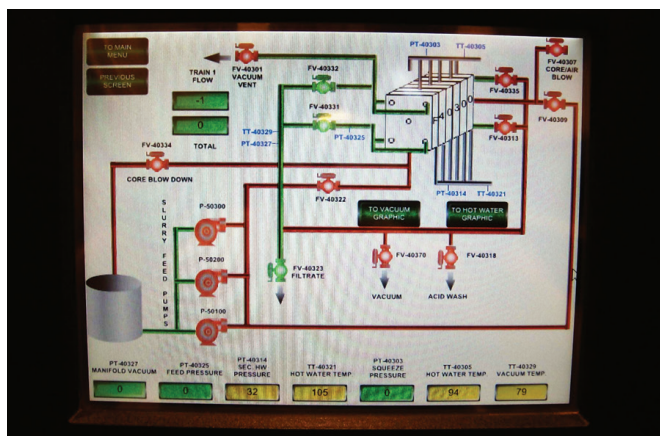 TO MAIN
MENU
PREVIOUS
SCREEN
TRAIN 1
FLOW
-1
0
TOTAL
FV-40301
VACUUM
VENT
FV-40332
FV-40331
TT-40329
PT-40327
PT-40325
PT-40303
TT-40305
F40300
FV-40335
FV-40307
CORE/AIR
BLOW
FV-40309
FV-40313
PT-40314
TT-40321
FV-40334
CORE BLOW DOWN
FV-40322
TO VACUUM
GRAPHIC
TO HOT WATER
GRAPHIC
SLURRY FEED PUMPS
P-50300
P-50200
P-50100
FV-40323
FILTRATE
FV-40370
FV-40318
VACUUM
ACID WASH
PT-40327
MANIFOLD VACUUM
0
PT-40325
FEED PRESSURE
0
PT-40314
SEC. HW
PRESSURE
32
TT-40321
HOT WATER TEMP
105
PT-40303
SQUEEZE
PRESSURE
0
TT-40305
HOT WATER TEMP
94
TT-40329
VACUUM TEMP
79